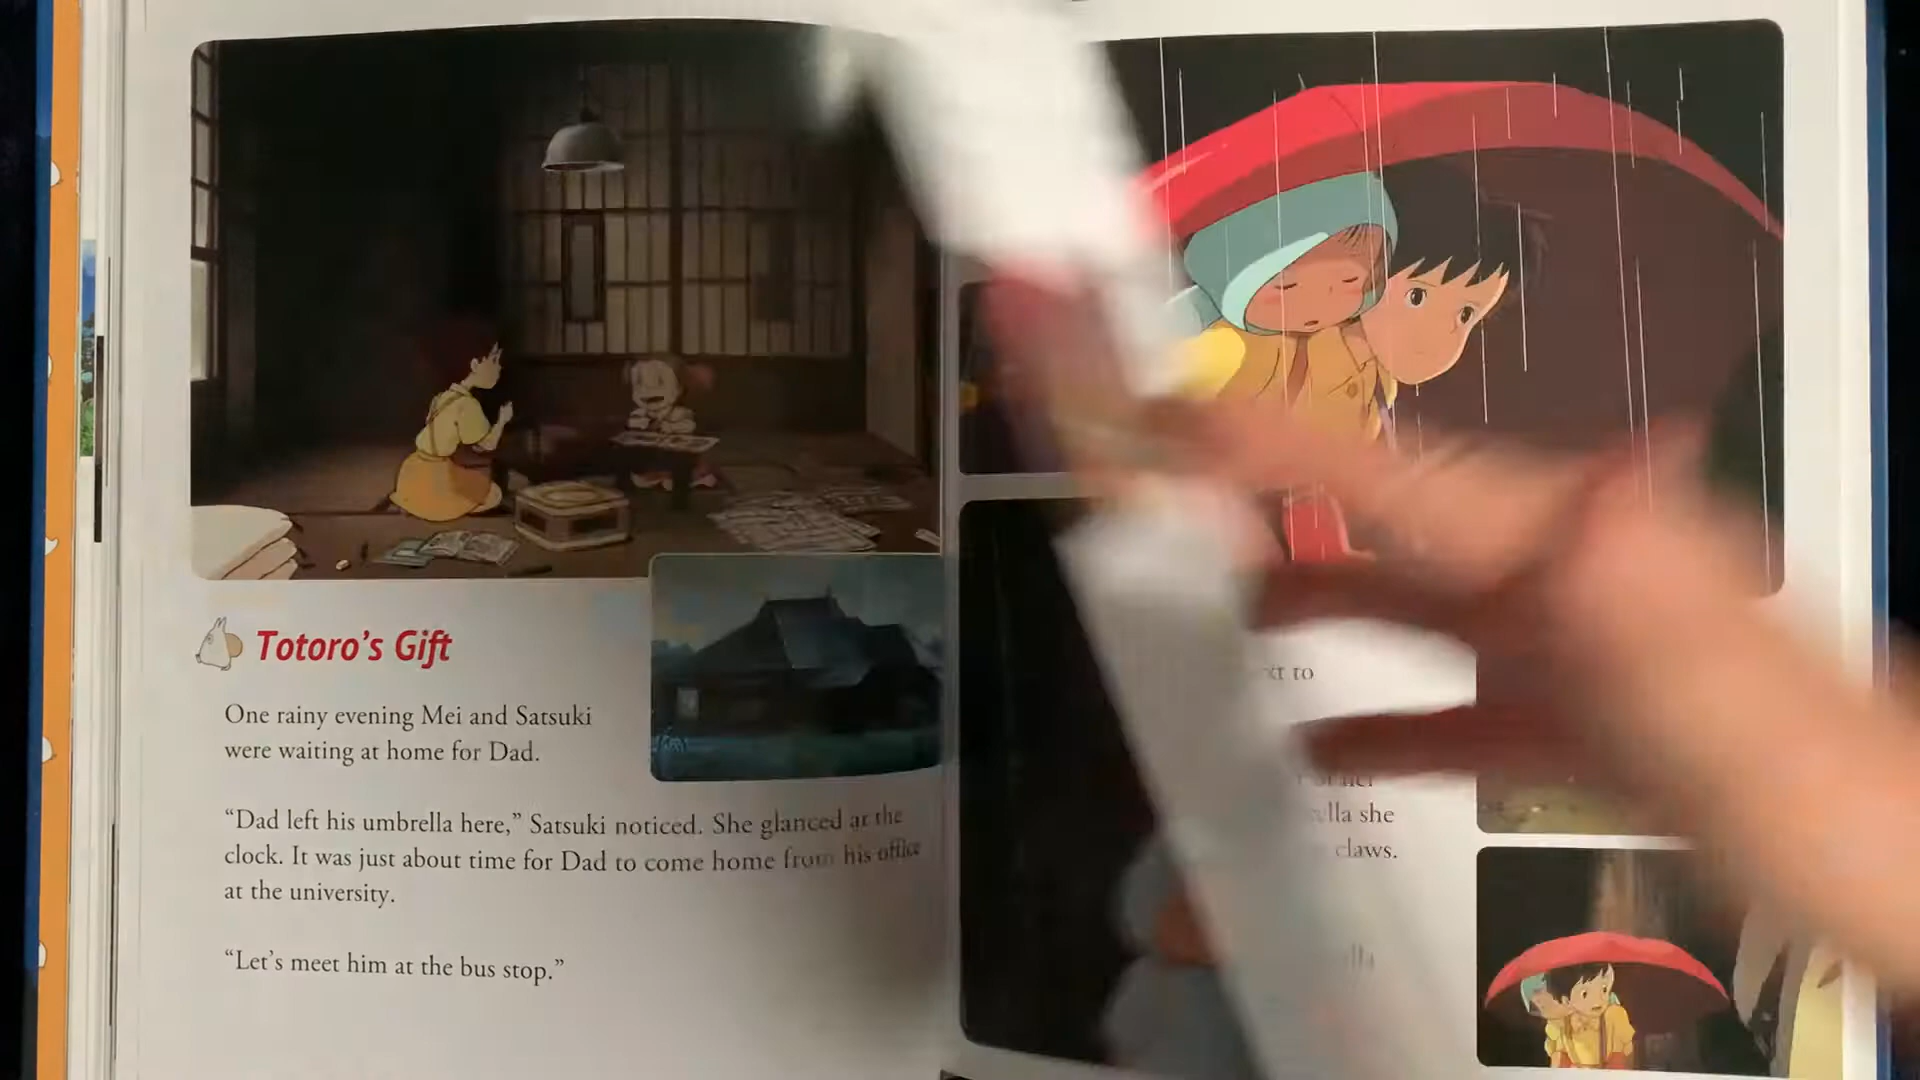 Totoro's Gift
One rainy evening Mei and Satsuki
were waiting at home for Dad.
“Dad left his umbrella here,” Satsuki noticed. She glanced at the
clock. It was just about time for Dad to come home from his office
at the university.
“Let's meet him at the bus stop.”
to
she
claws.